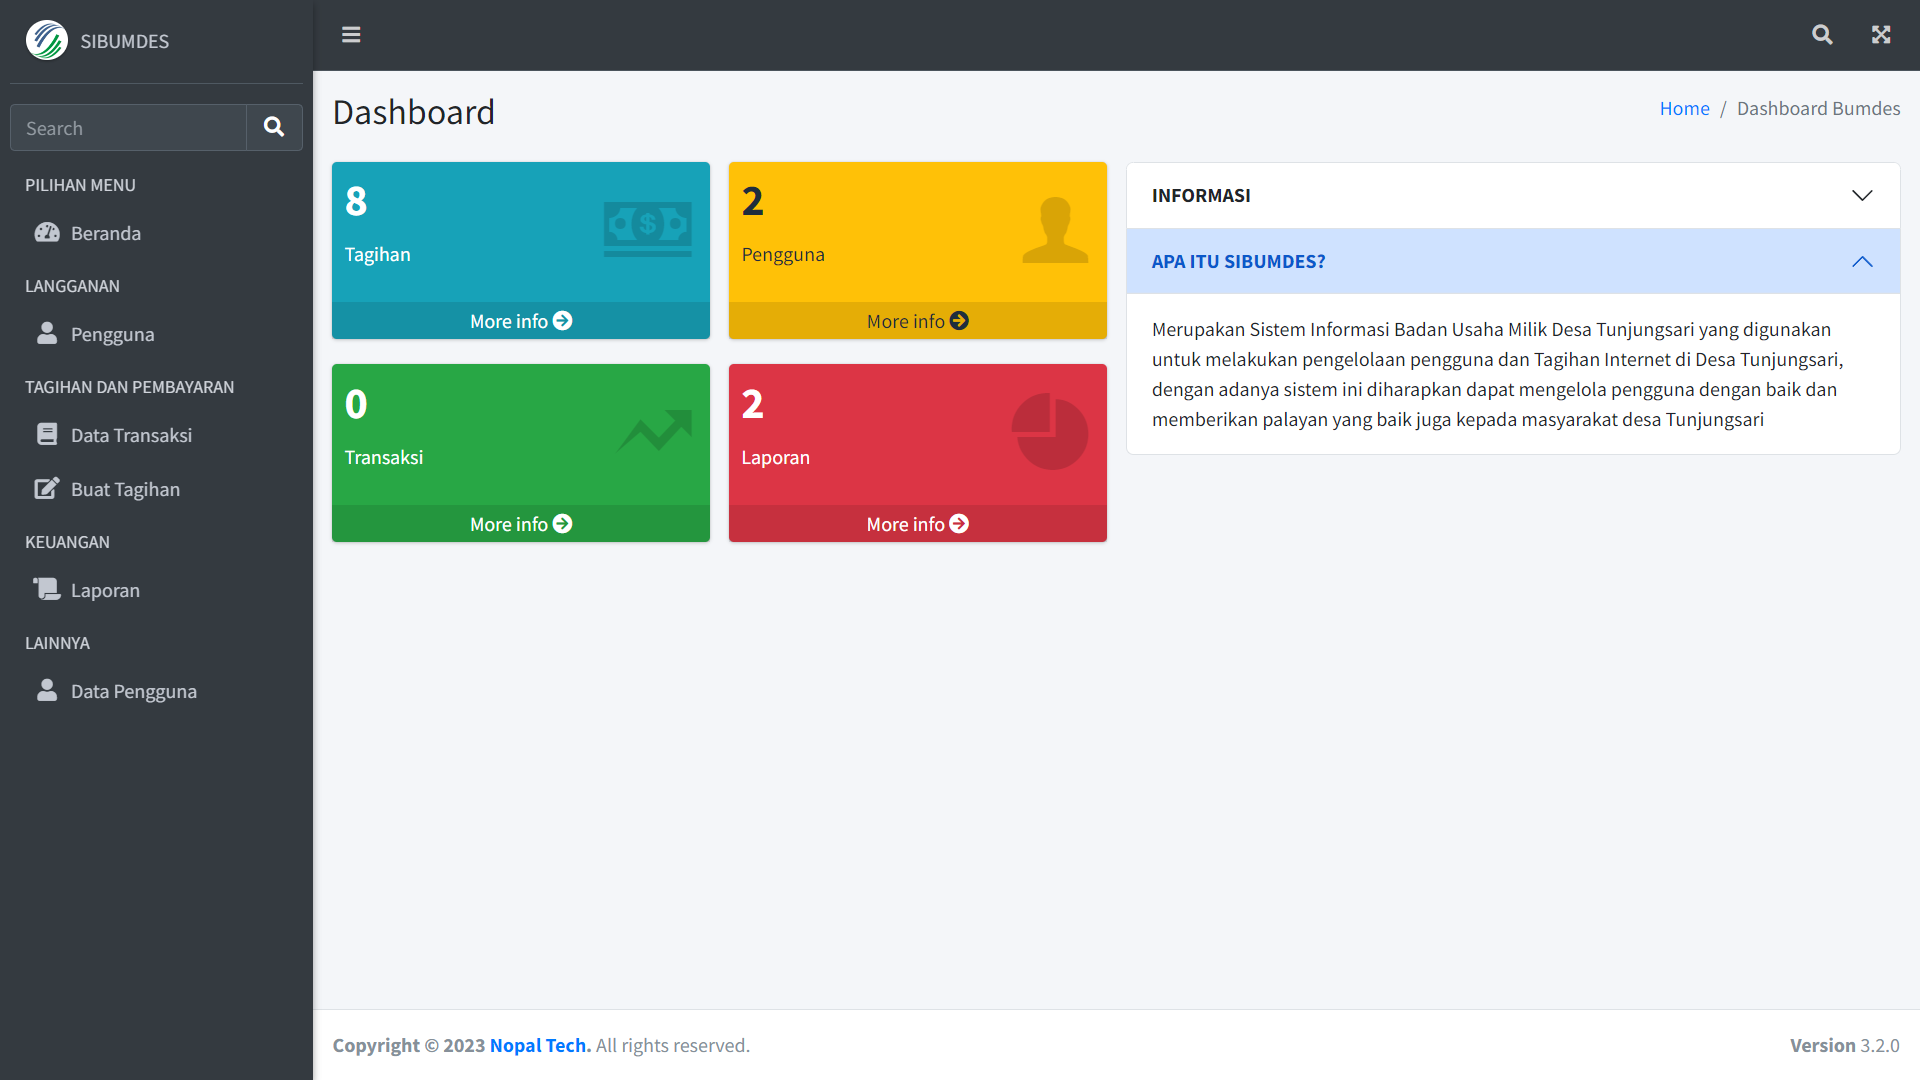 SIBUMDES
Search
PILIHAN MENU
Beranda
LANGGANAN
Pengguna
TAGIHAN DAN PEMBAYARAN
Data Transaksi
Buat Tagihan
KEUANGAN
Laporan
LAINNYA
Data Pengguna
Dashboard
Home / Dashboard Bumdes
8
Tagihan
More info
2
Pengguna
More info
0
Transaksi
More info
2
Laporan
More info
INFORMASI
APA ITU SIBUMDES?
Merupakan Sistem Informasi Badan Usaha Milik Desa Tunjungsari yang digunakan
untuk melakukan pengelolaan pengguna dan Tagihan Internet di Desa Tunjungsari,
dengan adanya sistem ini diharapkan dapat mengelola pengguna dengan baik dan
memberikan palayan yang baik juga kepada masyarakat desa Tunjungsari
Copyright © 2023 Nopal Tech. All rights reserved.
Version 3.2.0